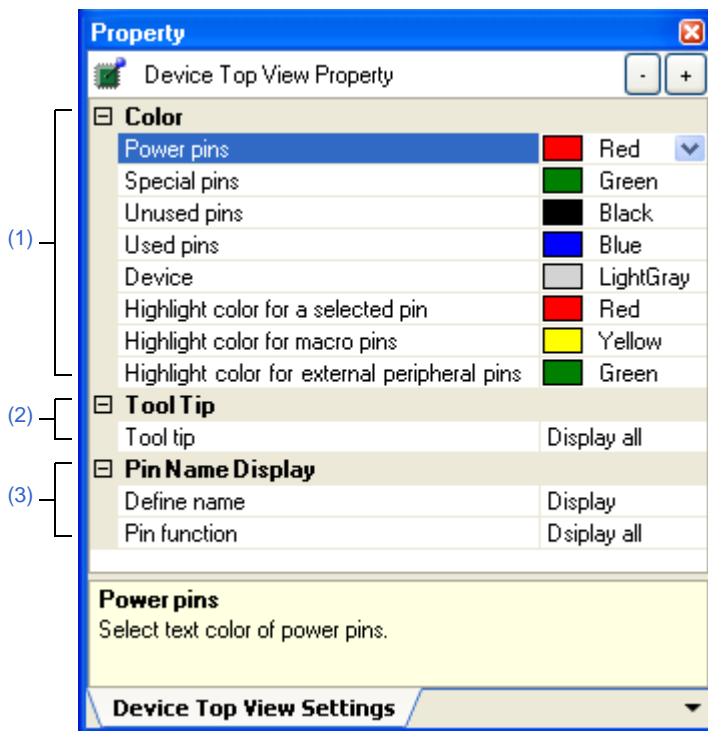 Property
Device Top View Property
- +
(1)
Color
Power pins Red
Special pins Green
Unused pins Black
Used pins Blue
Device LightGray
Highlight color for a selected pin Red
Highlight color for macro pins Yellow
Highlight color for external peripheral pins Green
(2)
Tool Tip
Tool tip Display all
(3)
Pin Name Display
Define name Display
Pin function Dsiplay all
Power pins
Select text color of power pins.
Device Top View Settings